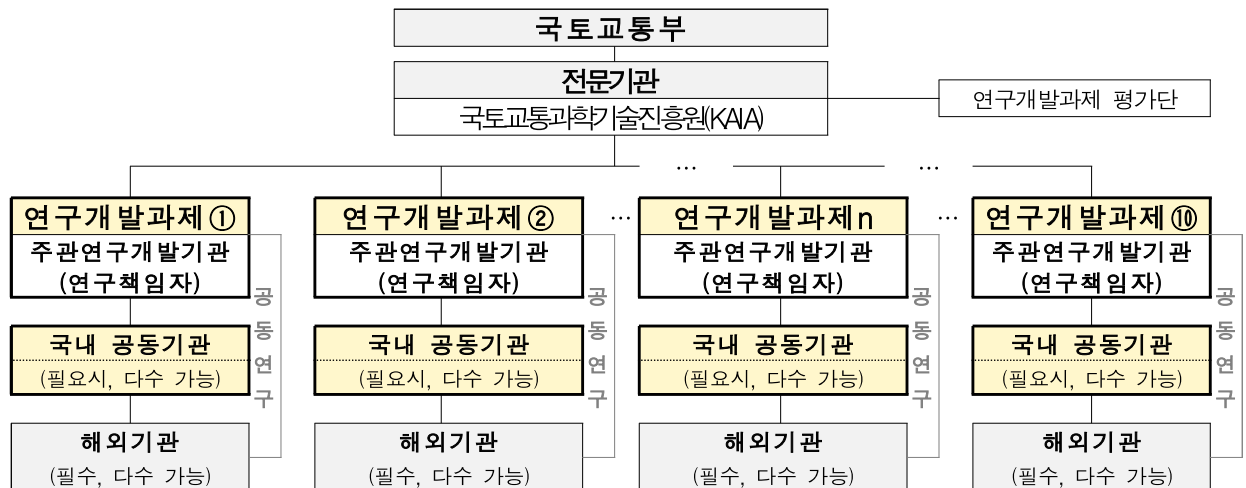 국토교통부
전문기관
국토교통과학기술진흥원(KAIA)
연구개발과제 평가단
… …
연구개발과제① 연구개발과제② … 연구개발과제n … 연구개발과제⑩
주관연구개발기관 주관연구개발기관 주관연구개발기관 주관연구개발기관
(연구책임자) (연구책임자) (연구책임자) (연구책임자)
공동연구 공동연구 공동연구 공동연구
국내 공동기관 국내 공동기관 국내 공동기관 국내 공동기관
(필요시, 다수 가능) (필요시, 다수 가능) (필요시, 다수 가능) (필요시, 다수 가능)
해외기관 해외기관 해외기관 해외기관
(필수, 다수 가능) (필수, 다수 가능) (필수, 다수 가능) (필수, 다수 가능)